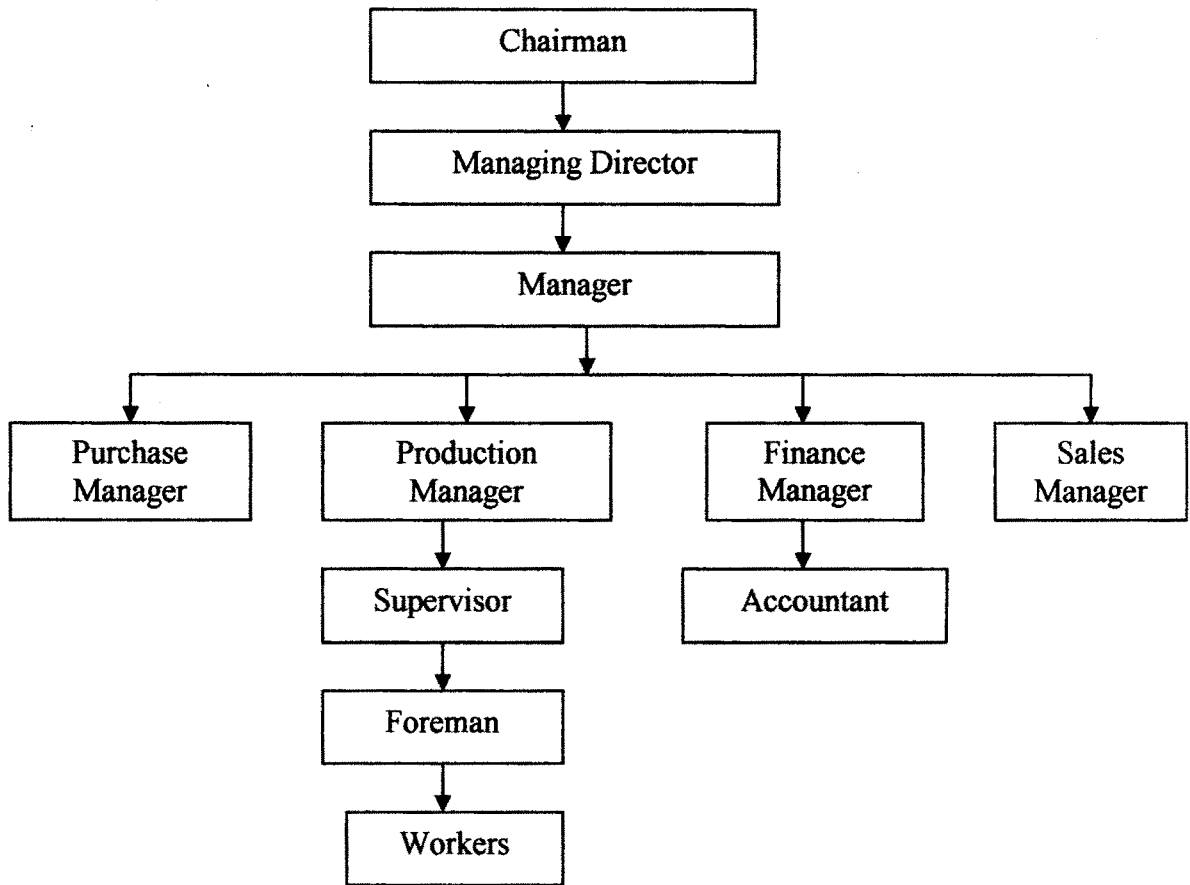 Chairman
Managing Director
Manager
Purchase
Manager
Production
Manager
Finance
Manager
Sales
Manager
Supervisor
Accountant
Foreman
Workers